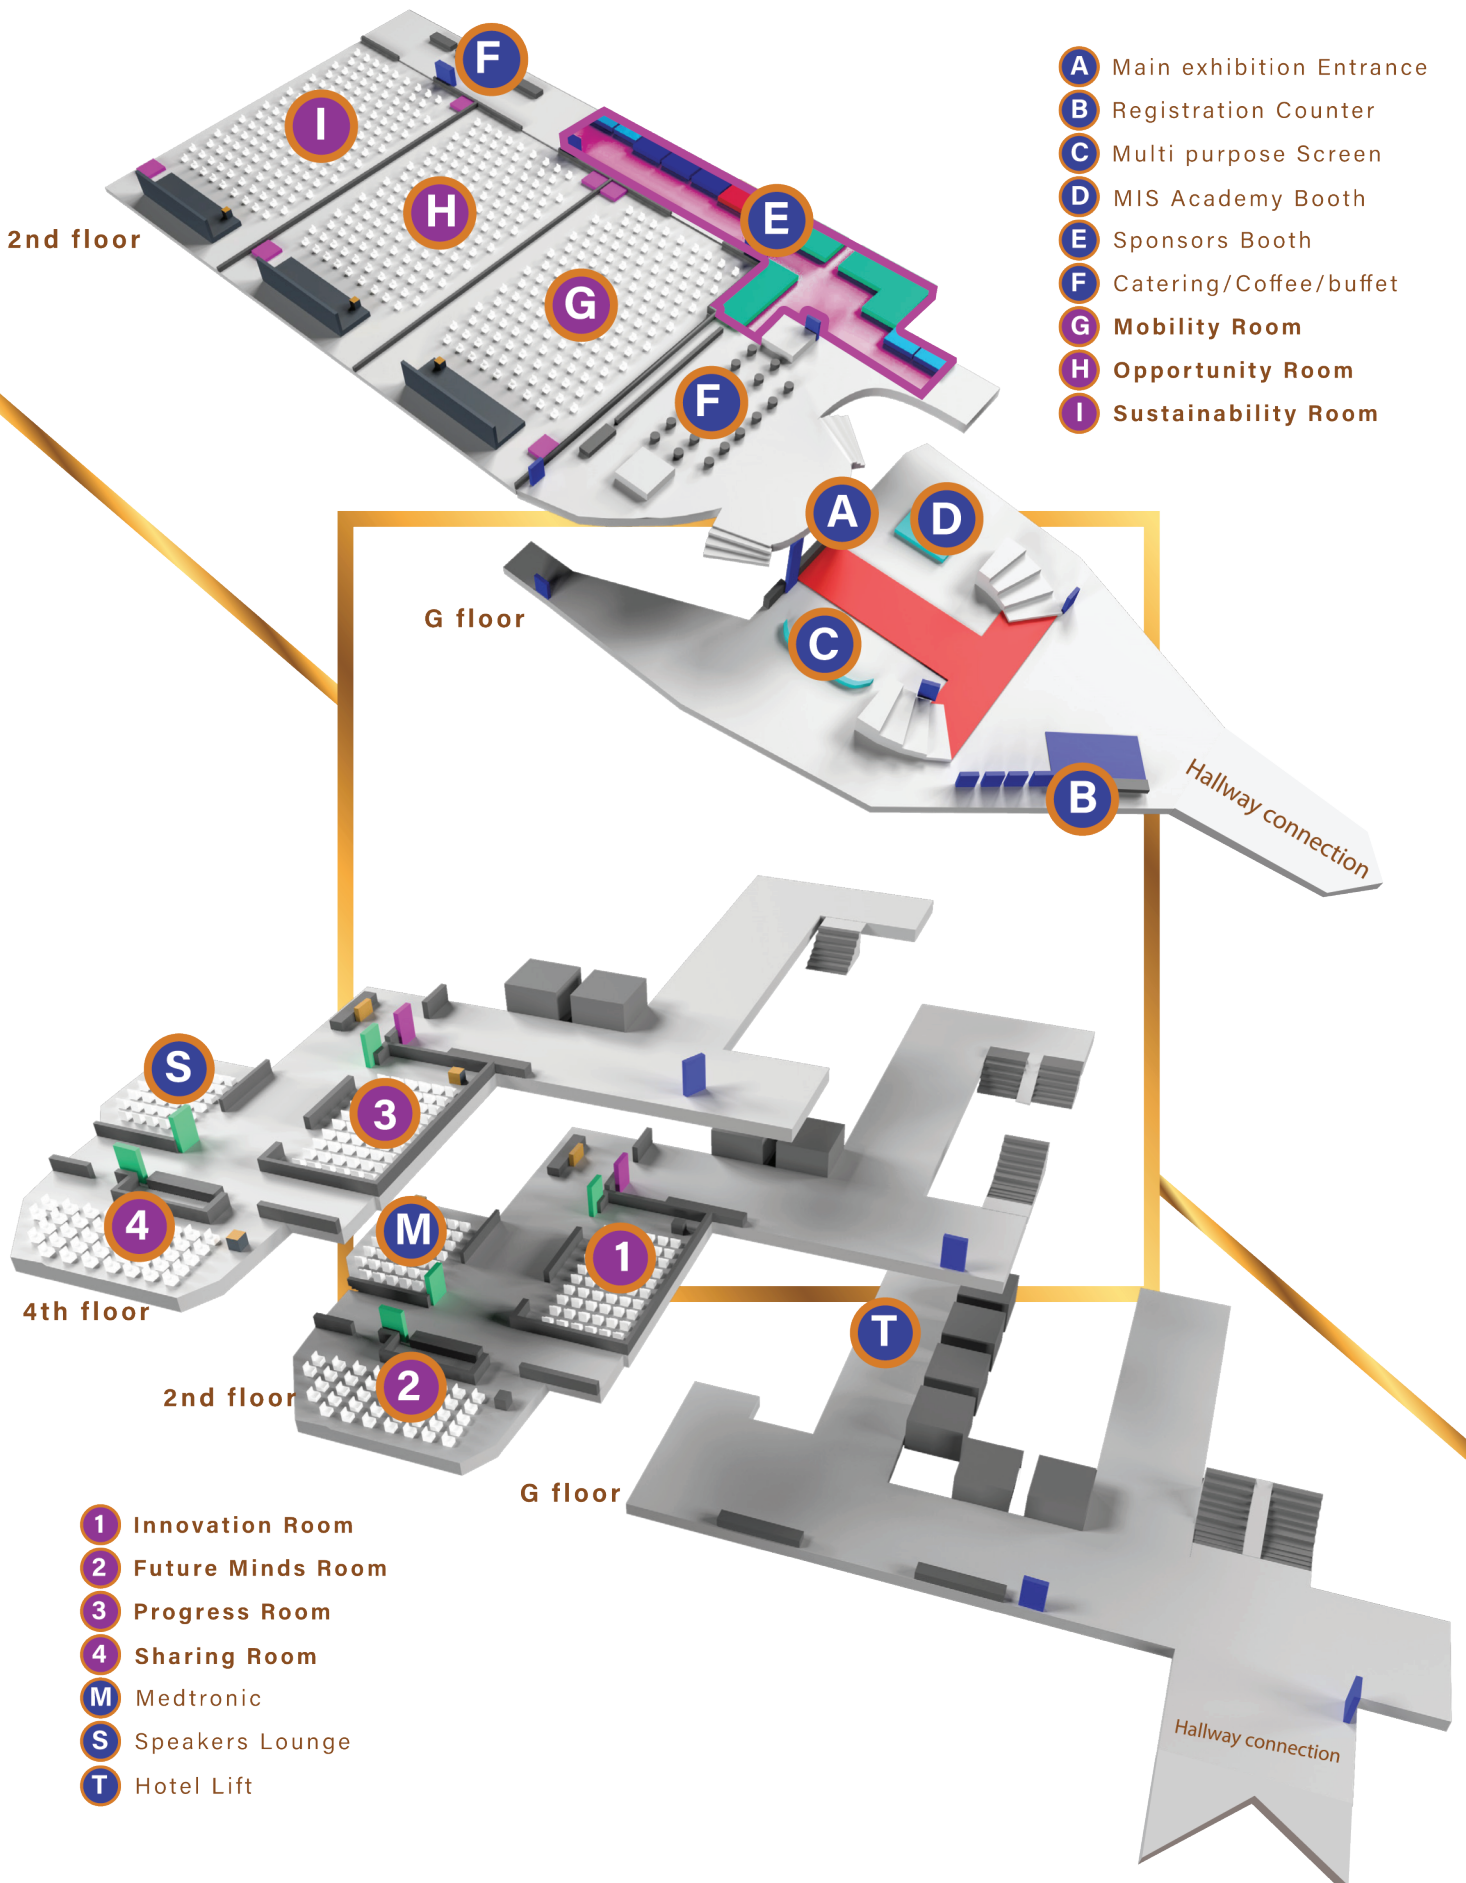 F
I
H
E
G
F
2nd floor
A Main exhibition Entrance
B Registration Counter
C Multi purpose Screen
D MIS Academy Booth
E Sponsors Booth
F Catering/Coffee/buffet
G Mobility Room
H Opportunity Room
I Sustainability Room
A
D
G floor
C
B
Hallway connection
S
3
4
M
1
4th floor
T
2
2nd floor
G floor
1 Innovation Room
2 Future Minds Room
3 Progress Room
4 Sharing Room
M Medtronic
S Speakers Lounge
T Hotel Lift
Hallway connection